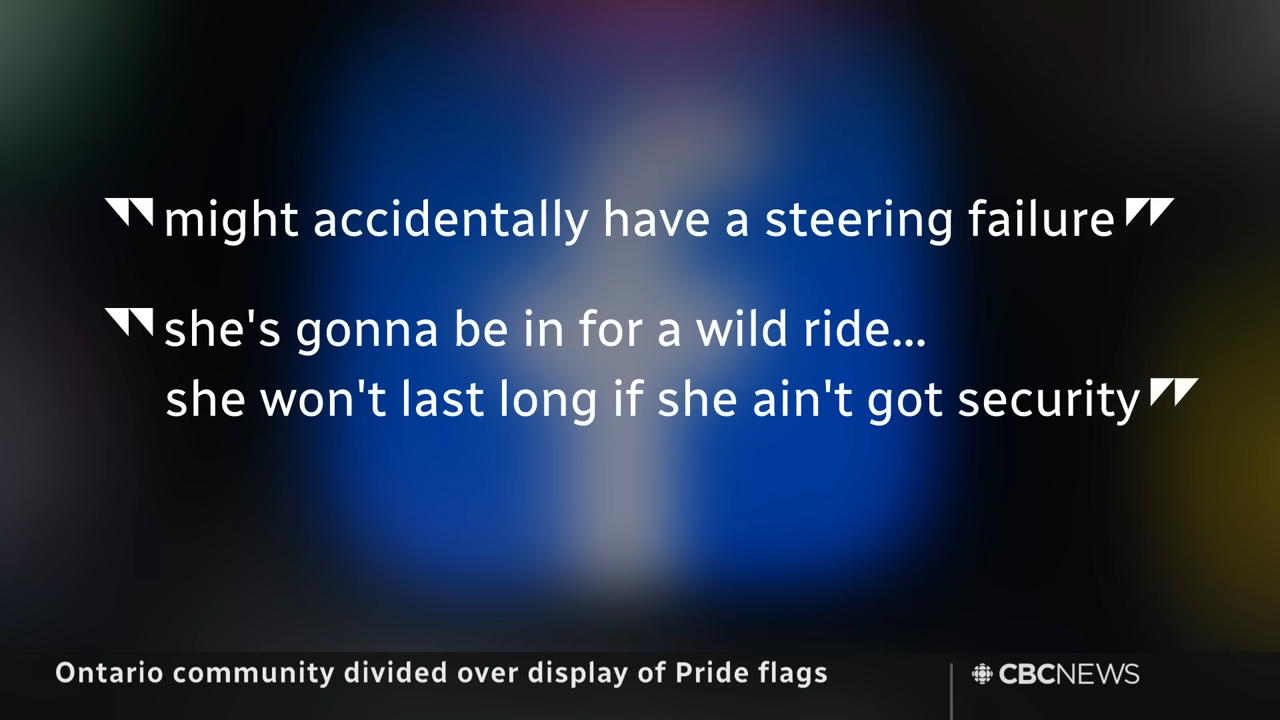 "might accidentally have a steering failure"
"she's gonna be in for a wild ride...
she won't last long if she ain't got security"
Ontario community divided over display of Pride flags
CBCNEWS